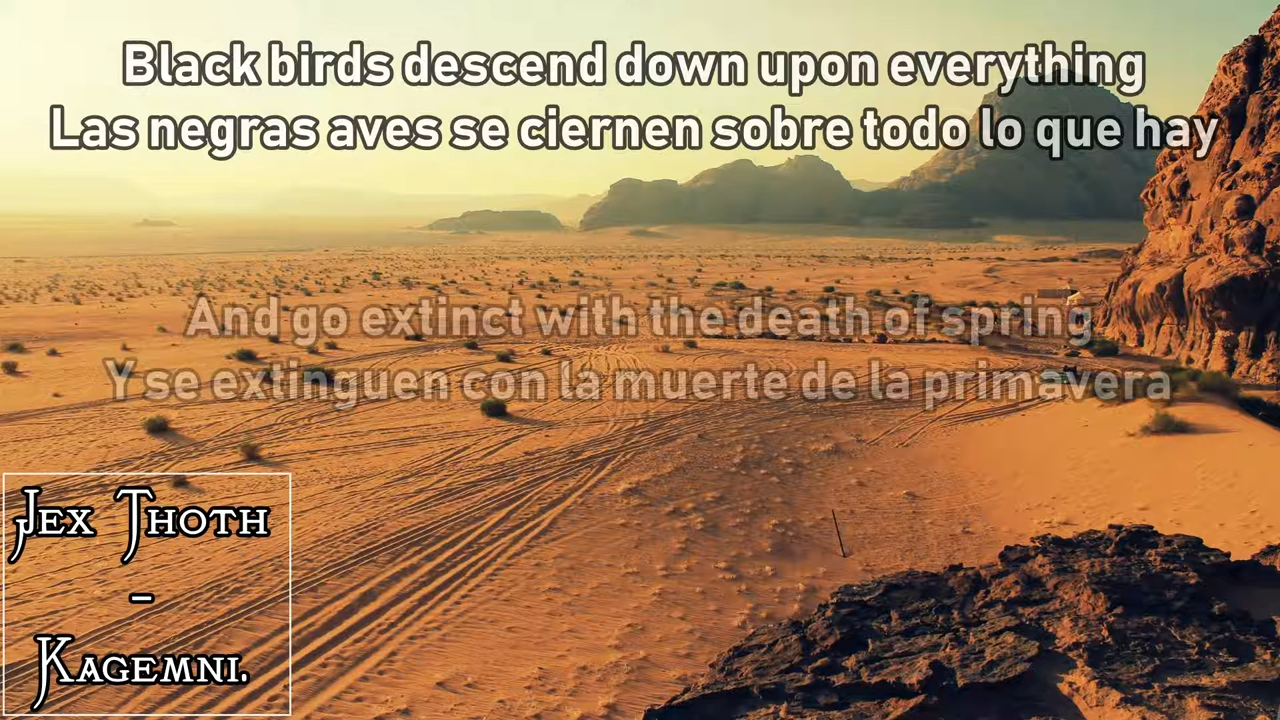 Black birds descend down upon everything
Las negras aves se ciernen sobre todo lo que hay
And go extinct with the death of spring
Y se extinguen con la muerte de la primavera
Jex Thoth
-
Kagemni.